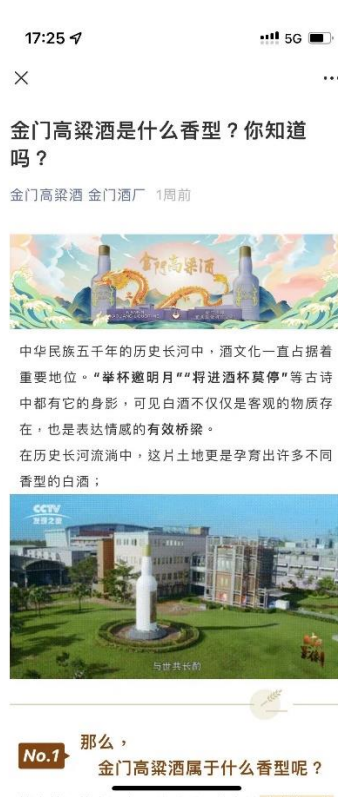 17:25
5G
金门高粱酒是什么香型？你知道
吗？
金门高粱酒 金门酒厂 1周前
金门高粱酒
中华民族五千年的历史长河中，酒文化一直占据着
重要地位。“举杯邀明月”“将进酒杯莫停”等古诗
中都有它的身影，可见白酒不仅仅是客观的物质存
在，也是表达情感的有效桥梁。
在历史长河流淌中，这片土地更是孕育出许多不同
香型的白酒；
CCTV
发现之旅
与世共长酌
No.1
那么，
金门高粱酒属于什么香型呢？